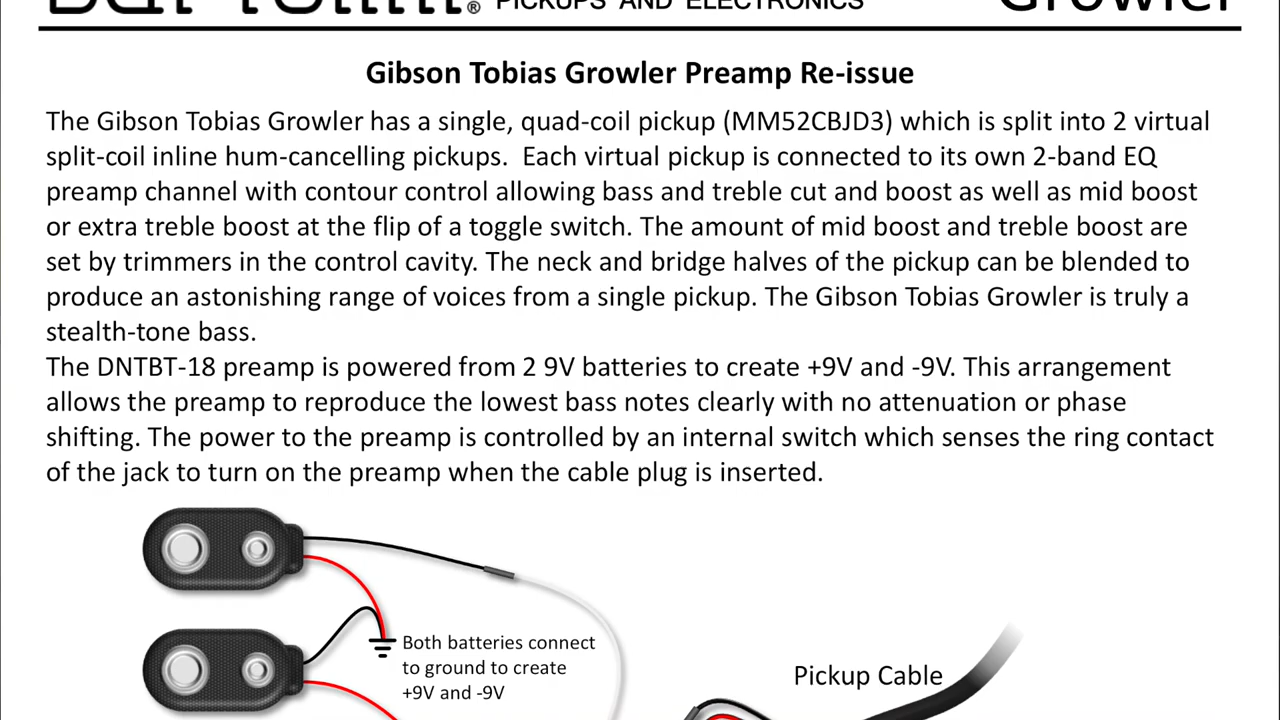 PICKUPS AND ELECTRONICS
Growler
Gibson Tobias Growler Preamp Re-issue
The Gibson Tobias Growler has a single, quad-coil pickup (MM52CBJD3) which is split into 2 virtual
split-coil inline hum-cancelling pickups.  Each virtual pickup is connected to its own 2-band EQ
preamp channel with contour control allowing bass and treble cut and boost as well as mid boost
or extra treble boost at the flip of a toggle switch. The amount of mid boost and treble boost are
set by trimmers in the control cavity. The neck and bridge halves of the pickup can be blended to
produce an astonishing range of voices from a single pickup. The Gibson Tobias Growler is truly a
stealth-tone bass.
The DNTBT-18 preamp is powered from 2 9V batteries to create +9V and -9V. This arrangement
allows the preamp to reproduce the lowest bass notes clearly with no attenuation or phase
shifting. The power to the preamp is controlled by an internal switch which senses the ring contact
of the jack to turn on the preamp when the cable plug is inserted.
Both batteries connect
to ground to create
+9V and -9V
Pickup Cable